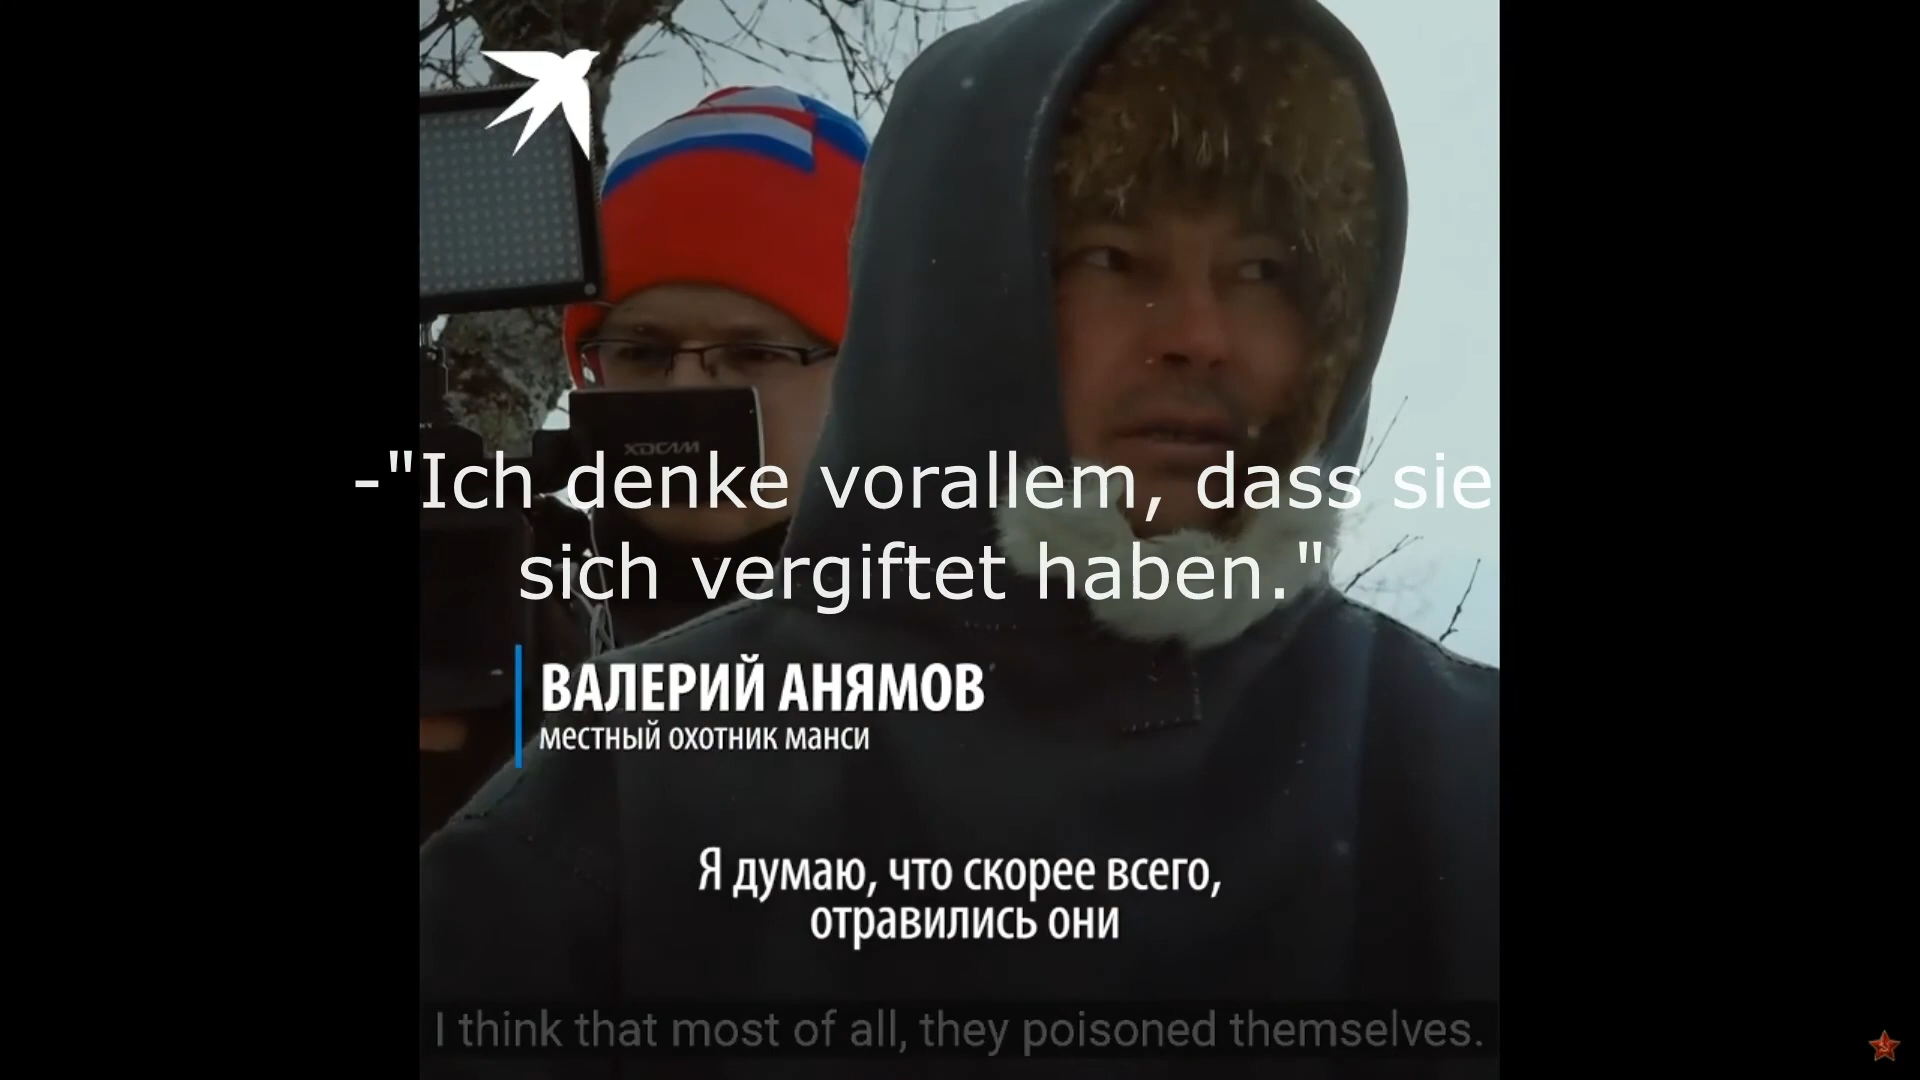 XDCAM
-"Ich denke vorallem, dass sie
sich vergiftet haben."
ВАЛЕРИЙ АНЯМОВ
местный охотник манси
Я думаю, что скорее всего,
отравились они
I think that most of all, they poisoned themselves.